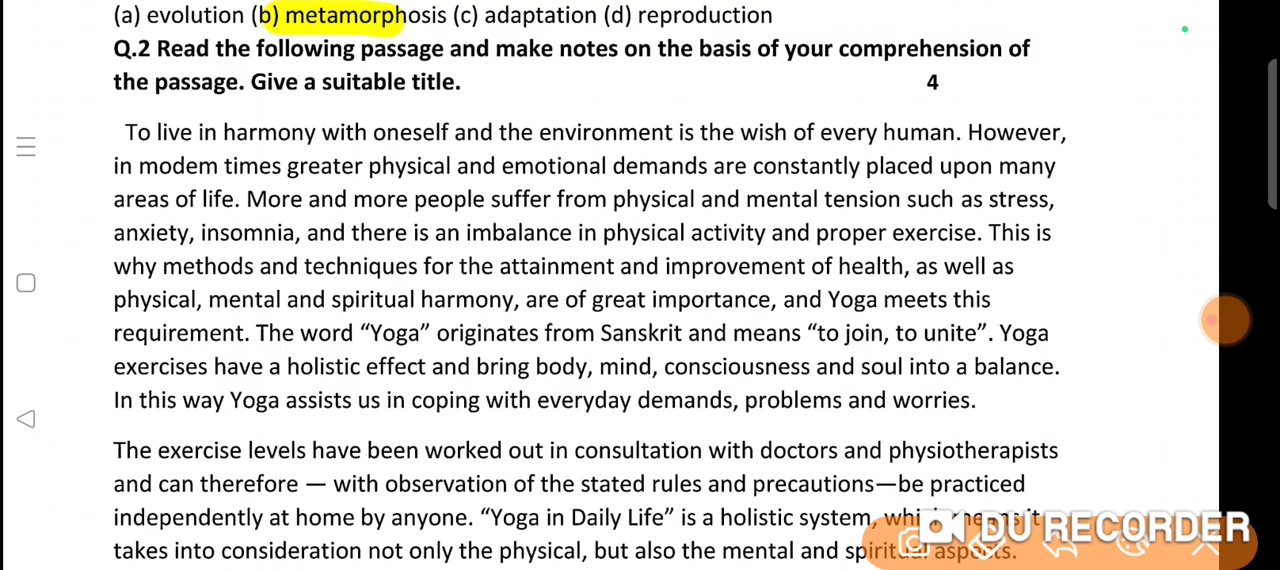 (a) evolution (b) metamorphosis (c) adaptation (d) reproduction
Q.2 Read the following passage and make notes on the basis of your comprehension of
the passage. Give a suitable title. 4
To live in harmony with oneself and the environment is the wish of every human. However,
in modem times greater physical and emotional demands are constantly placed upon many
areas of life. More and more people suffer from physical and mental tension such as stress,
anxiety, insomnia, and there is an imbalance in physical activity and proper exercise. This is
why methods and techniques for the attainment and improvement of health, as well as
physical, mental and spiritual harmony, are of great importance, and Yoga meets this
requirement. The word “Yoga” originates from Sanskrit and means “to join, to unite”. Yoga
exercises have a holistic effect and bring body, mind, consciousness and soul into a balance.
In this way Yoga assists us in coping with everyday demands, problems and worries.
The exercise levels have been worked out in consultation with doctors and physiotherapists
and can therefore — with observation of the stated rules and precautions—be practiced
independently at home by anyone. “Yoga in Daily Life” is a holistic system, which means it
takes into consideration not only the physical, but also the mental and spiritual aspects.
DU RECORDER